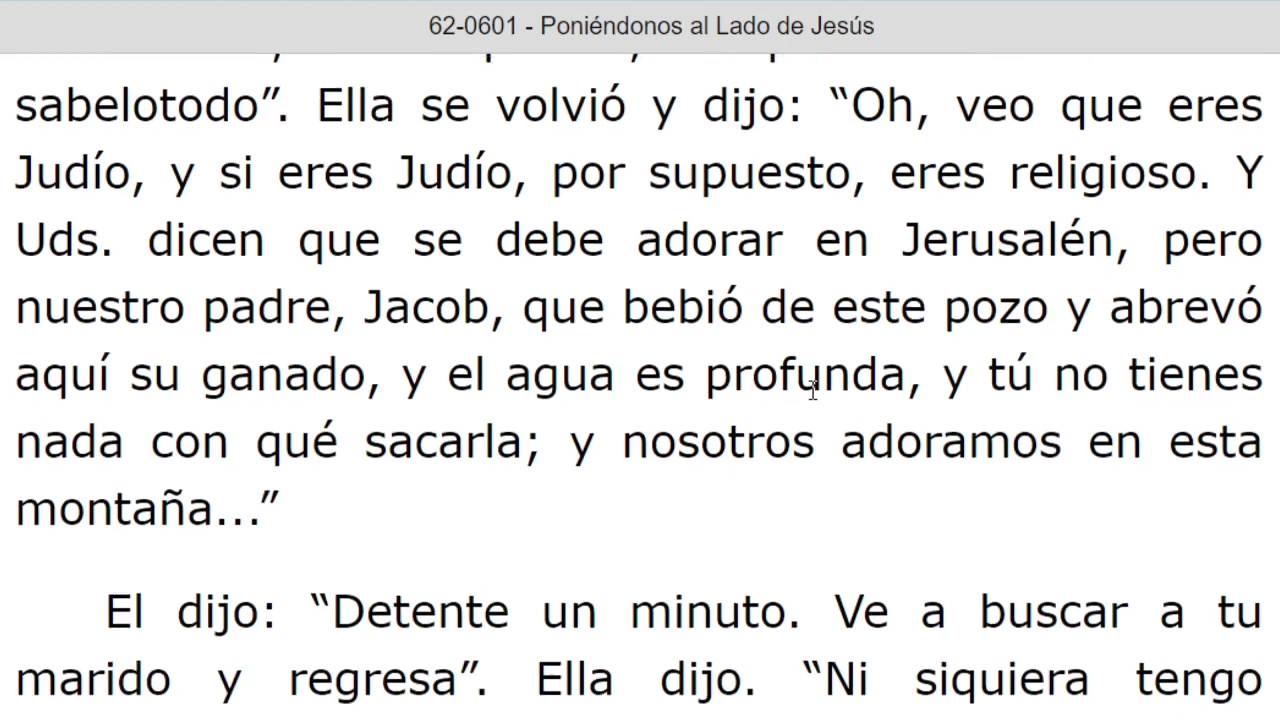 62-0601 - Poniéndonos al Lado de Jesús
sabelotodo”. Ella se volvió y dijo: “Oh, veo que eres
Judío, y si eres Judío, por supuesto, eres religioso. Y
Uds. dicen que se debe adorar en Jerusalén, pero
nuestro padre, Jacob, que bebió de este pozo y abrevó
aquí su ganado, y el agua es profunda, y tú no tienes
nada con qué sacarla; y nosotros adoramos en esta
montaña...”
El dijo: “Detente un minuto. Ve a buscar a tu
marido y regresa”. Ella dijo. “Ni siquiera tengo